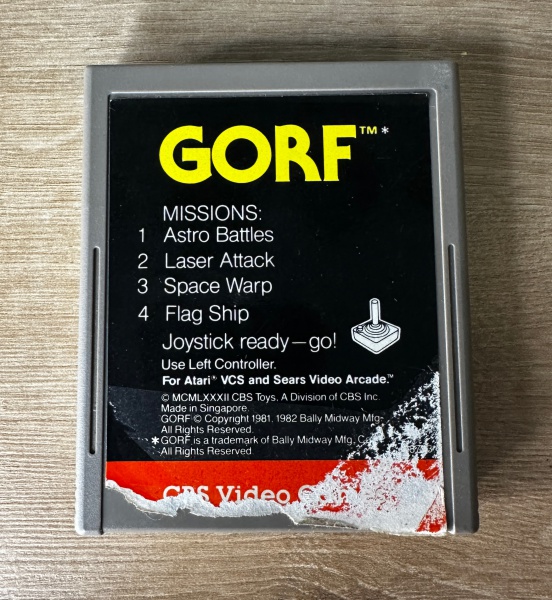 GORF™*
MISSIONS:
1 Astro Battles
2 Laser Attack
3 Space Warp
4 Flag Ship
Joystick ready—go!
Use Left Controller.
For Atari® VCS and Sears Video Arcade.™
© MCMLXXXII CBS Toys. A Division of CBS Inc.
Made in Singapore.
GORF © Copyright 1981, 1982 Bally Midway Mfg.
All Rights Reserved.
*GORF is a trademark of Bally Midway Mfg.
All Rights Reserved.
CBS Video